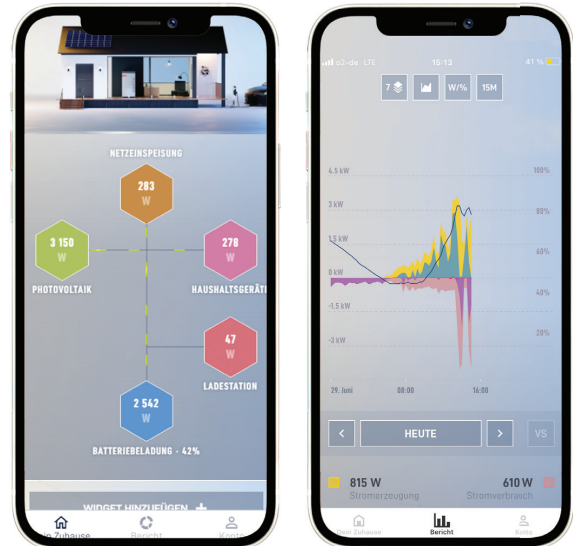 NETZEINSPEISUNG
283
W
3 150
W
278
W
PHOTOVOLTAIK
HAUSHALTSGERÄT
47
W
LADESTATION
2 542
W
BATTERIEBELADUNG - 42%
WIDGET HINZUFÜGEN +
Dein Zuhause
Bericht
Konto
o2-de LTE
15:13
41 %
7
W/%
15M
4.5 kW
100%
3 kW
80%
1,5 kW
60%
0 kW
40%
-1,5 kW
20%
-3 kW
29. Juni
08:00
16:00
<
HEUTE
>
VS
815 W
610 W
Stromerzeugung
Stromverbrauch
Dein Zuhause
Bericht
Konto